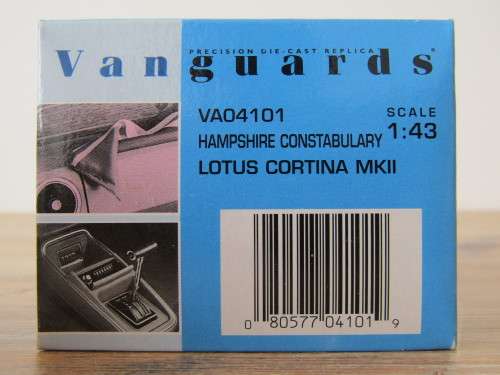 Vanguards®
PRECISION DIE-CAST REPLICA
VA04101
SCALE
HAMPSHIRE CONSTABULARY
1:43
LOTUS CORTINA MKII
0 80577 04101 9